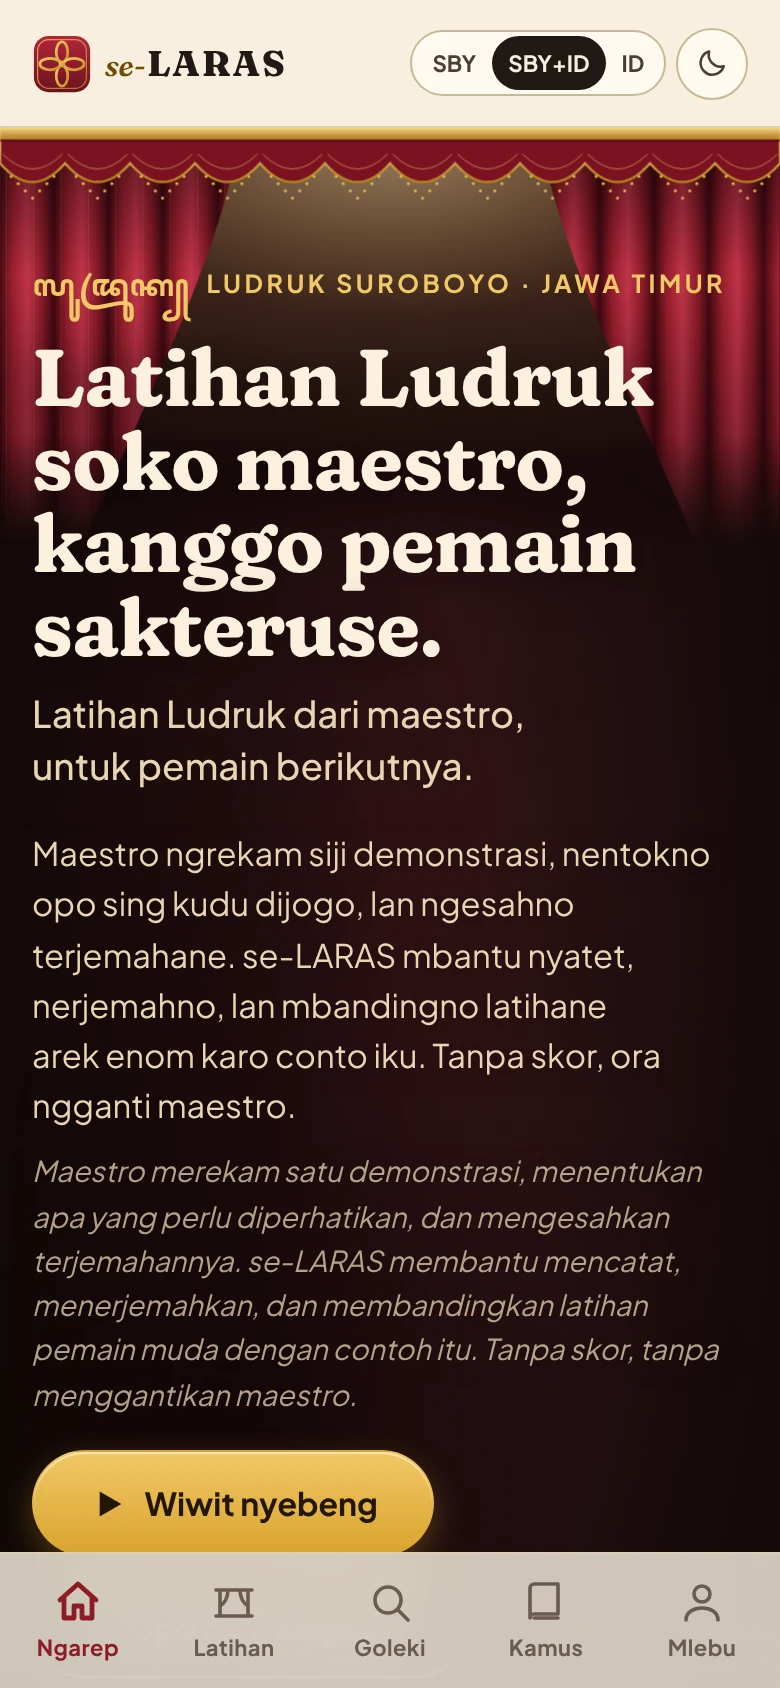 se-LARAS
SBY SBY+ID ID
LUDRUK SUROBOYO · JAWA TIMUR
Latihan Ludruk
soko maestro,
kanggo pemain
sakteruse.
Latihan Ludruk dari maestro,
untuk pemain berikutnya.
Maestro ngrekam siji demonstrasi, nentokno
opo sing kudu dijogo, lan ngesahno
terjemahane. se-LARAS mbantu nyatet,
nerjemahno, lan mbandingno latihane
arek enom karo conto iku. Tanpa skor, ora
ngganti maestro.
Maestro merekam satu demonstrasi, menentukan
apa yang perlu diperhatikan, dan mengesahkan
terjemahannya. se-LARAS membantu mencatat,
menerjemahkan, dan membandingkan latihan
pemain muda dengan contoh itu. Tanpa skor, tanpa
menggantikan maestro.
Wiwit nyebeng
Ngarep Latihan Goleki Kamus Mlebu